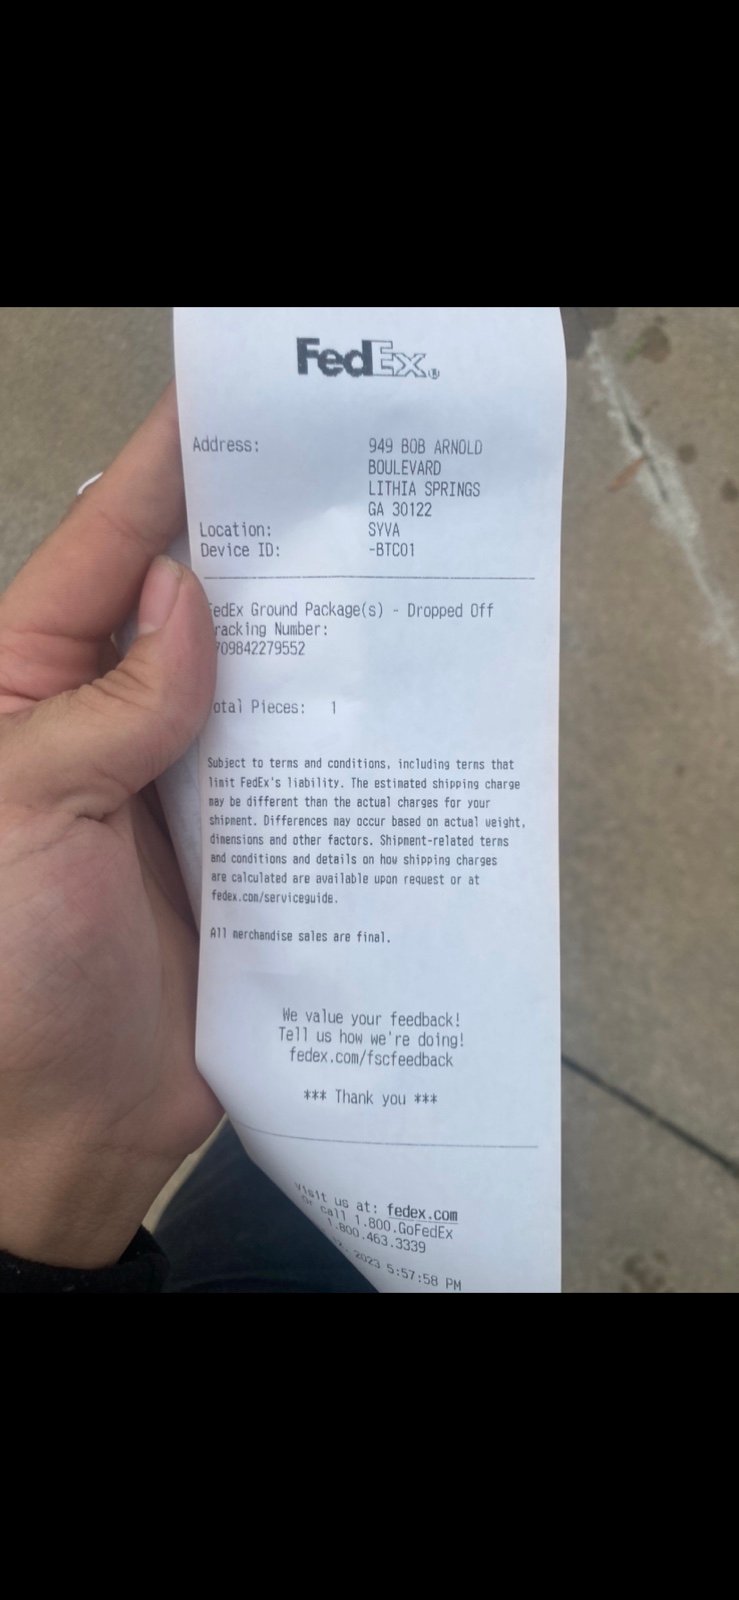 FedEx®
Address: 949 BOB ARNOLD
BOULEVARD
LITHIA SPRINGS
GA 30122
Location: SYVA
Device ID: -BTC01
edEx Ground Package(s) - Dropped Off
racking Number:
709842279552
otal Pieces: 1
Subject to terms and conditions, including terms that
limit FedEx's liability. The estimated shipping charge
may be different than the actual charges for your
shipment. Differences may occur based on actual weight,
dimensions and other factors. Shipment-related terms
and conditions and details on how shipping charges
are calculated are available upon request or at
fedex.com/serviceguide.
All merchandise sales are final.
We value your feedback!
Tell us how we're doing!
fedex.com/fscfeedback
*** Thank you ***
Visit us at: fedex.com
Or call 1.800.GoFedEx
1.800.463.3339
2023 5:57:58 PM